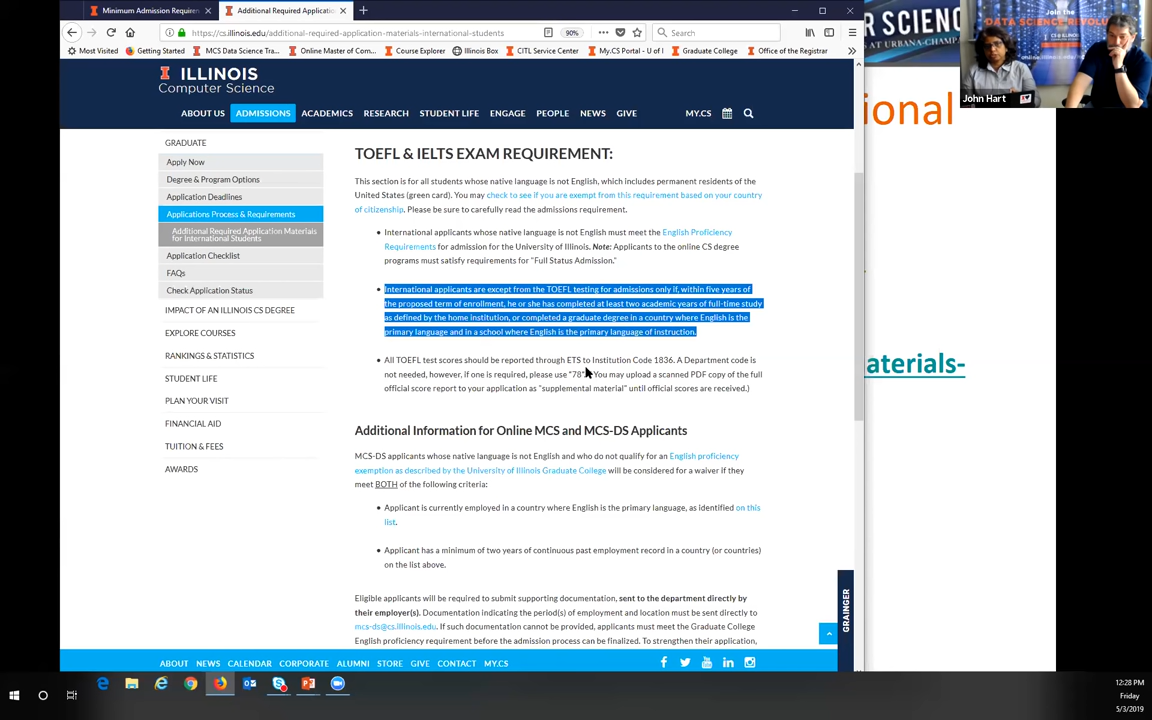 Minimum Admission Requiren
Additional Required Applicatio
https://cs.illinois.edu/additional-required-application-materials-international-students
90%
Search
Most Visited
Getting Started
MCS Data Science Tra...
Online Master of Com...
Course Explorer
Illinois Box
CITL Service Center
My.CS Portal - U of I
Graduate College
Office of the Registrar
ILLINOIS
Computer Science
ABOUT US
ADMISSIONS
ACADEMICS
RESEARCH
STUDENT LIFE
ENGAGE
PEOPLE
NEWS
GIVE
MY.CS
GRADUATE
Apply Now
Degree & Program Options
Application Deadlines
Applications Process & Requirements
Additional Required Application Materials
for International Students
Application Checklist
FAQs
Check Application Status
IMPACT OF AN ILLINOIS CS DEGREE
EXPLORE COURSES
RANKINGS & STATISTICS
STUDENT LIFE
PLAN YOUR VISIT
FINANCIAL AID
TUITION & FEES
AWARDS
TOEFL & IELTS EXAM REQUIREMENT:
This section is for all students whose native language is not English, which includes permanent residents of the
United States (green card). You may check to see if you are exempt from this requirement based on your country
of citizenship. Please be sure to carefully read the admissions requirement.
International applicants whose native language is not English must meet the English Proficiency
Requirements for admission for the University of Illinois. Note: Applicants to the online CS degree
programs must satisfy requirements for "Full Status Admission."
International applicants are except from the TOEFL testing for admissions only if, within five years of
the proposed term of enrollment, he or she has completed at least two academic years of full-time study
as defined by the home institution, or completed a graduate degree in a country where English is the
primary language and in a school where English is the primary language of instruction.
All TOEFL test scores should be reported through ETS to Institution Code 1836. A Department code is
not needed, however, if one is required, please use "78" You may upload a scanned PDF copy of the full
official score report to your application as "supplemental material" until official scores are received.)
Additional Information for Online MCS and MCS-DS Applicants
MCS-DS applicants whose native language is not English and who do not qualify for an English proficiency
exemption as described by the University of Illinois Graduate College will be considered for a waiver if they
meet BOTH of the following criteria:
Applicant is currently employed in a country where English is the primary language, as identified on this
list.
Applicant has a minimum of two years of continuous past employment record in a country (or countries)
on the list above.
Eligible applicants will be required to submit supporting documentation, sent to the department directly by
their employer(s). Documentation indicating the period(s) of employment and location must be sent directly to
mcs-ds@cs.illinois.edu. If such documentation cannot be provided, applicants must meet the Graduate College
English proficiency requirement before the admission process can be finalized. To strengthen their application,
GRAINGER
ABOUT
NEWS
CALENDAR
CORPORATE
ALUMNI
STORE
GIVE
CONTACT
MY.CS
ional
aterials-
R SCIENC
AT URBANA-CHAMP
Join the
DATA SCIENCE REVOLU
John Hart
12:28 PM
Friday
5/3/2019